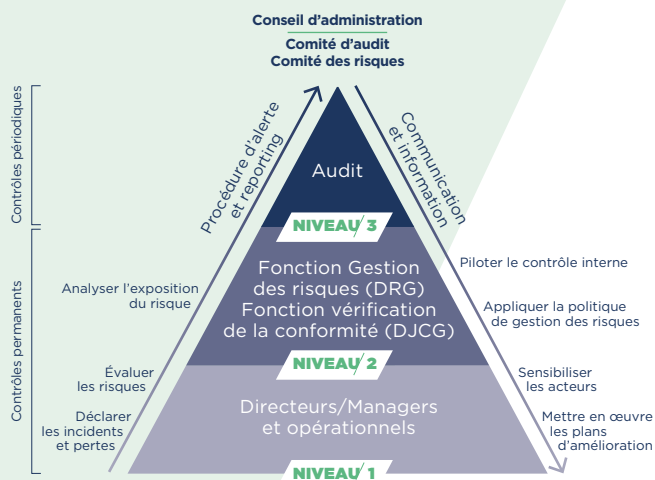 Conseil d’administration
Comité d’audit
Comité des risques
Contrôles périodiques
Procédure d’alerte
et reporting
Communication
et information
Audit
NIVEAU 3
Contrôles permanents
Analyser l’exposition
du risque
Fonction Gestion
des risques (DRG)
Fonction vérification
de la conformité (DJCG)
Piloter le contrôle interne
Appliquer la politique
de gestion des risques
NIVEAU 2
Évaluer
les risques
Sensibiliser
les acteurs
Déclarer
les incidents
et pertes
Directeurs/Managers
et opérationnels
Mettre en œuvre
les plans
d’amélioration
NIVEAU 1